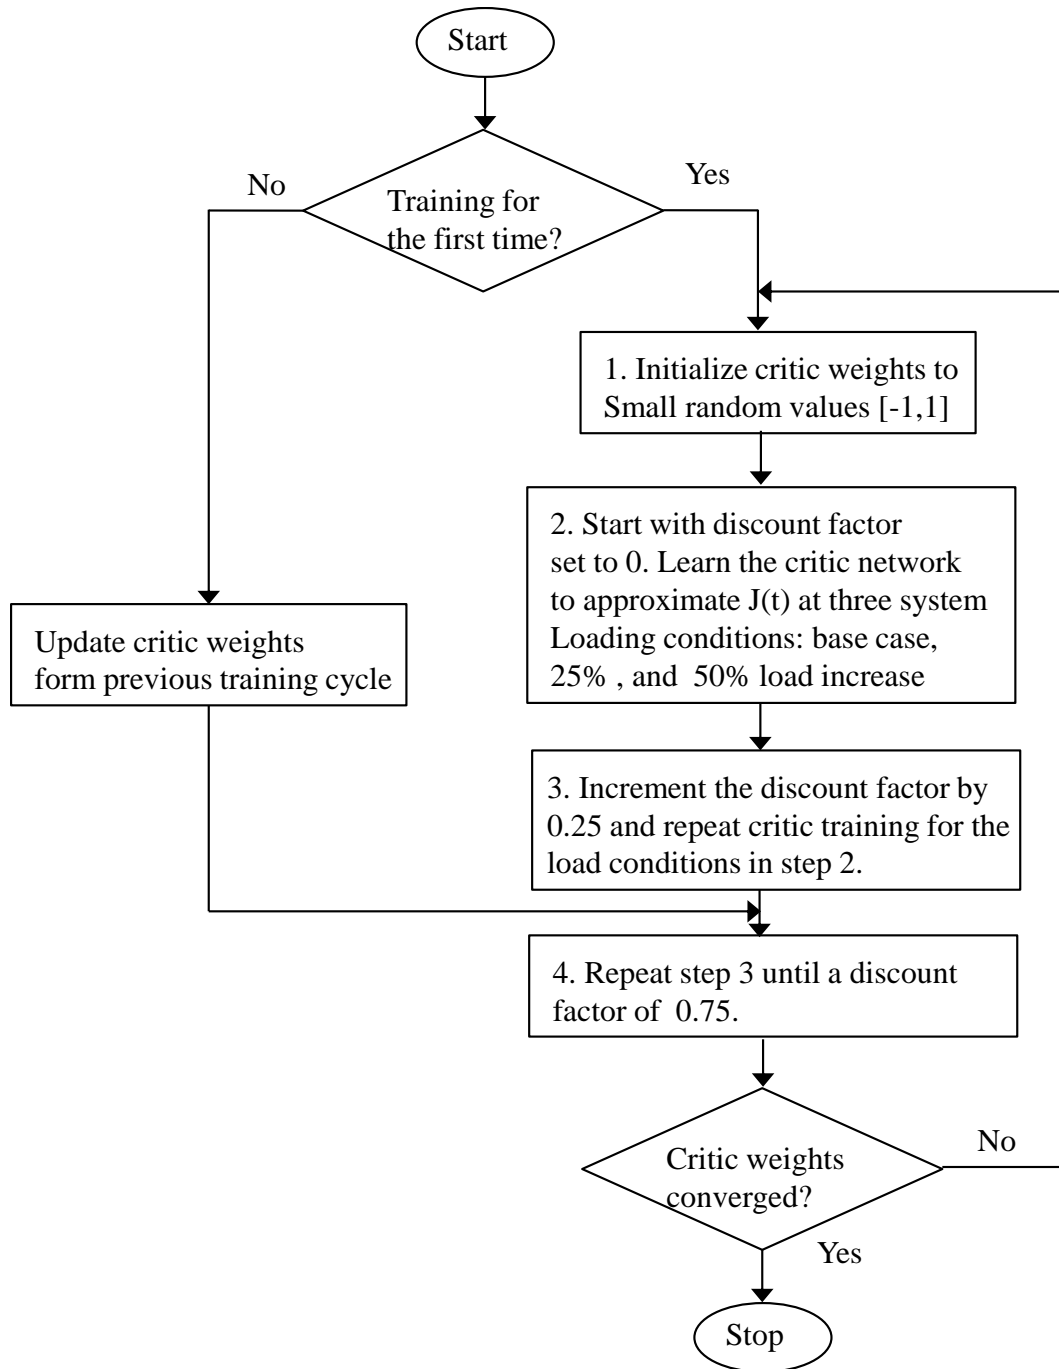 Start
No
Yes
Training for
the first time?
1. Initialize critic weights to
Small random values [-1,1]
2. Start with discount factor
set to 0. Learn the critic network
to approximate J(t) at three system
Loading conditions: base case,
25% , and 50% load increase
Update critic weights
form previous training cycle
3. Increment the discount factor by
0.25 and repeat critic training for the
load conditions in step 2.
4. Repeat step 3 until a discount
factor of 0.75.
No
Critic weights
converged?
Yes
Stop